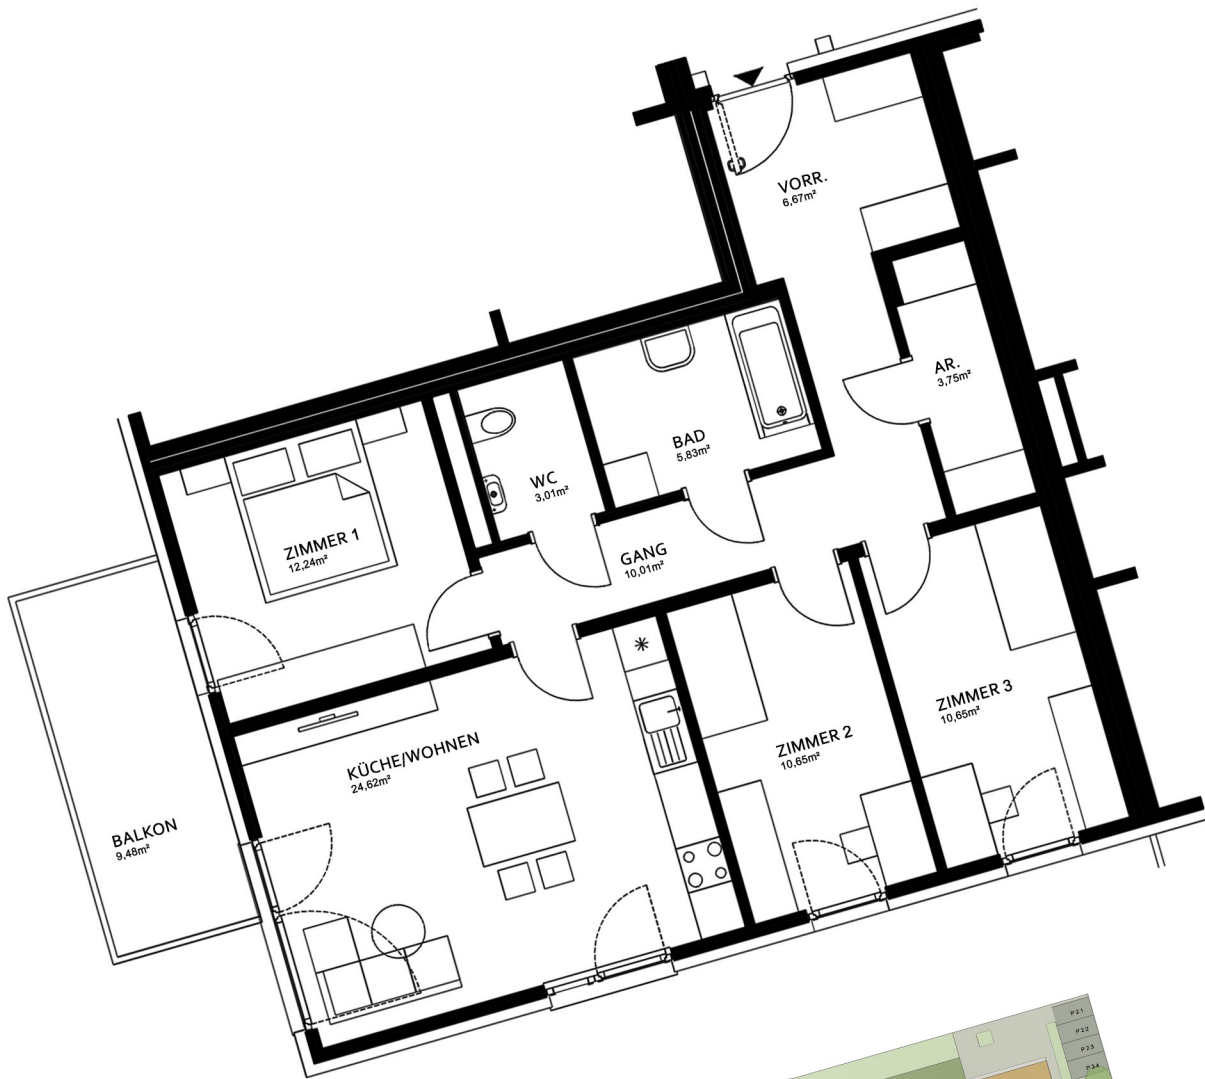 VORR.
6,67m²
AR.
3,75m²
BAD
5,83m²
WC
3,01m²
ZIMMER 1
12,24m²
GANG
10,01m²
ZIMMER 3
10,65m²
ZIMMER 2
10,65m²
KÜCHE/WOHNEN
24,62m²
BALKON
9,48m²
P21
P22
P23
P24